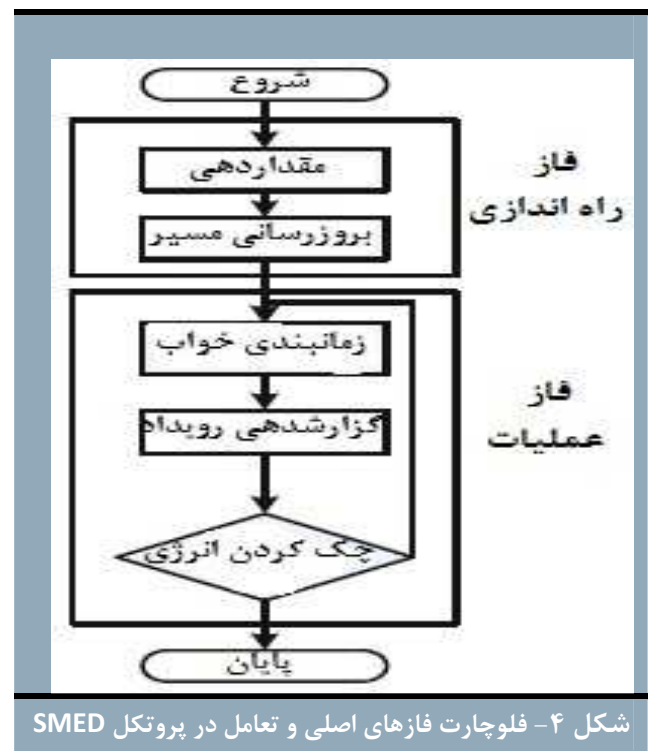 شروع
مقداردهی
بروزرسانی مسیر
فاز
راه اندازی
زمانبندی خواب
گزارشدهی رویداد
چک کردن انرژی
فاز
عملیات
پایان
شکل ۴- فلوچارت فازهای اصلی و تعامل در پروتکل SMED